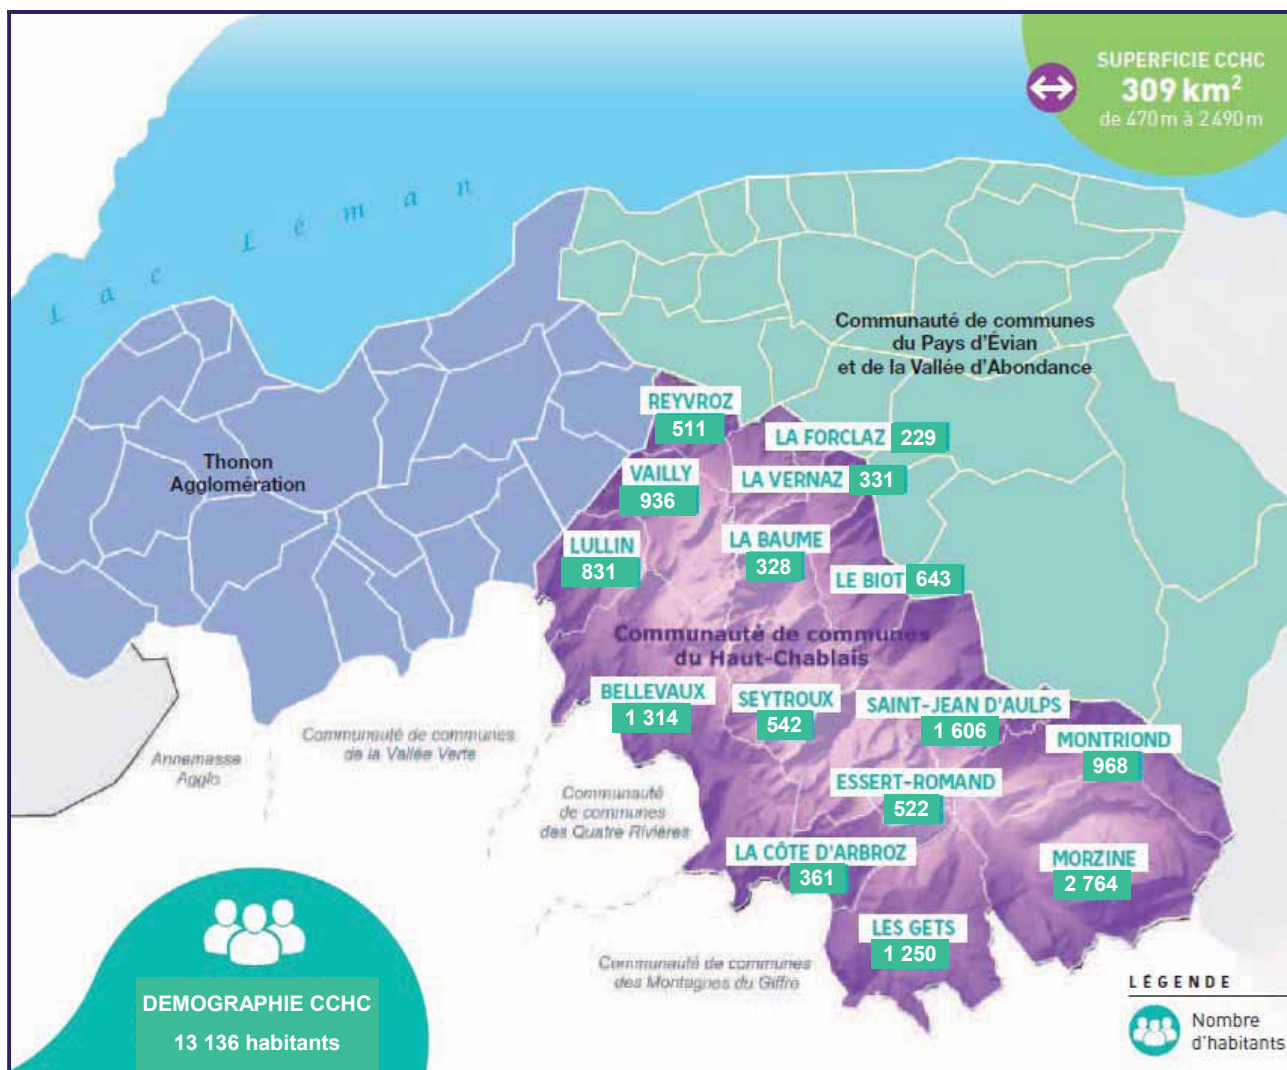 SUPERFICIE CCHC
309 km²
de 470 m à 2 490 m
Lac Léman
Communauté de communes
du Pays d'Évian
et de la Vallée d'Abondance
Thonon
Agglomération
REYVROZ
511
LA FORCLAZ 229
VAILLY
936
LA VERNAZ 331
LULLIN
831
LA BAUME
328
LE BIOT 643
Communauté de communes
du Haut-Chablais
BELLEVAUX
1 314
SEYTROUX
542
SAINT-JEAN D'AULPS
1 606
MONTRIOND
968
ESSERT-ROMAND
522
LA CÔTE D'ARBROZ
361
MORZINE
2 764
LES GETS
1 250
Annemasse
Agglo
Communauté de communes
de la Vallée Verte
Communauté
de communes
des Quatre Rivières
Communauté de communes
des Montagnes du Giffre
DEMOGRAPHIE CCHC
13 136 habitants
LÉGENDE
Nombre
d'habitants